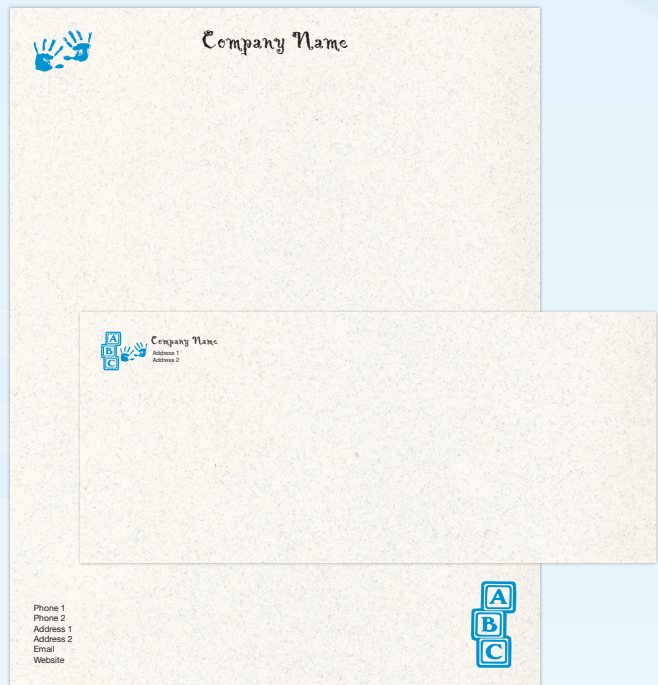 Company Name
A
B
C
Company Name
Address 1
Address 2
Phone 1
Phone 2
Address 1
Address 2
Email
Website
A
B
C